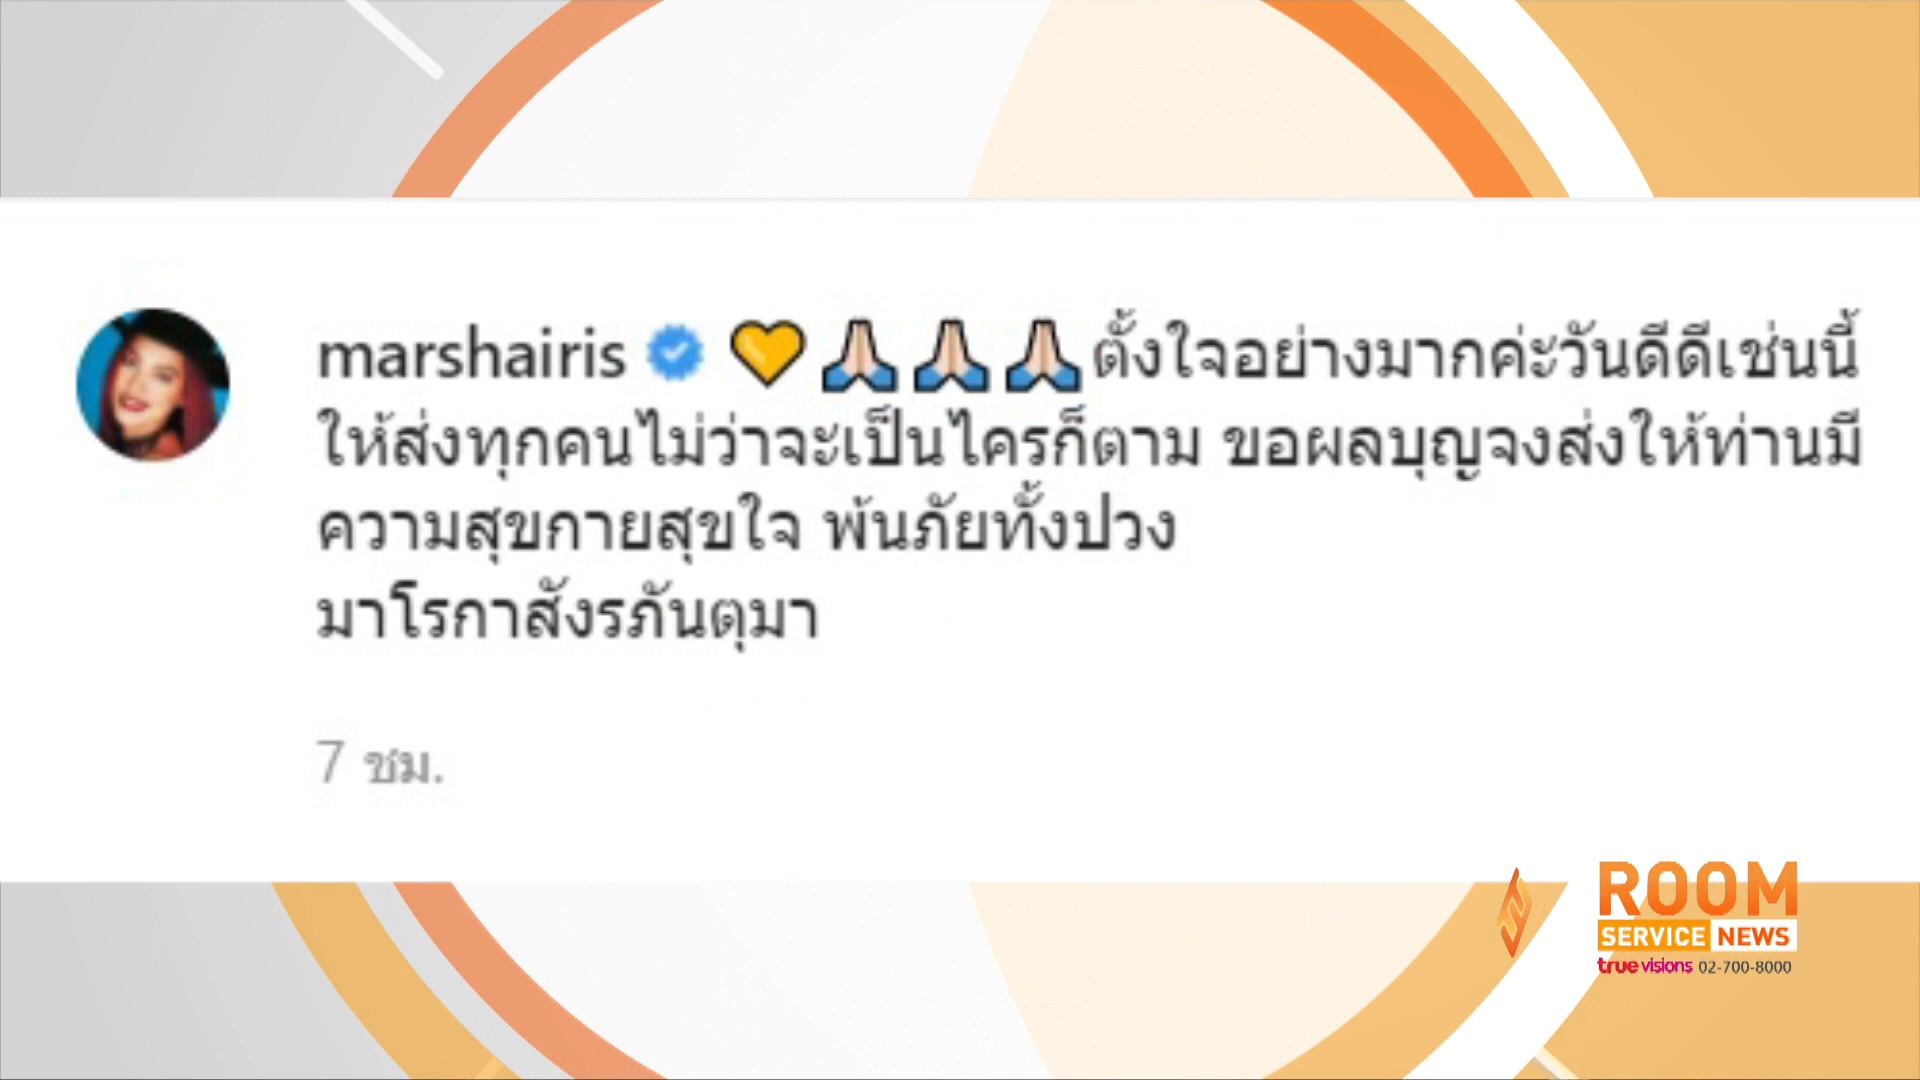 marshairis 💛🙏🏻🙏🏻🙏🏻ตั้งใจอย่างมากค่ะวันดีดีเช่นนี้
ให้ส่งทุกคนไม่ว่าจะเป็นไครก็ตาม ขอผลบุญจงส่งให้ท่านมี
ความสุขกายสุขใจ พ้นภัยทั้งปวง
มาโรกาสังรภันตุมา
7 ชม.
ROOM
SERVICE NEWS
truevisions 02-700-8000